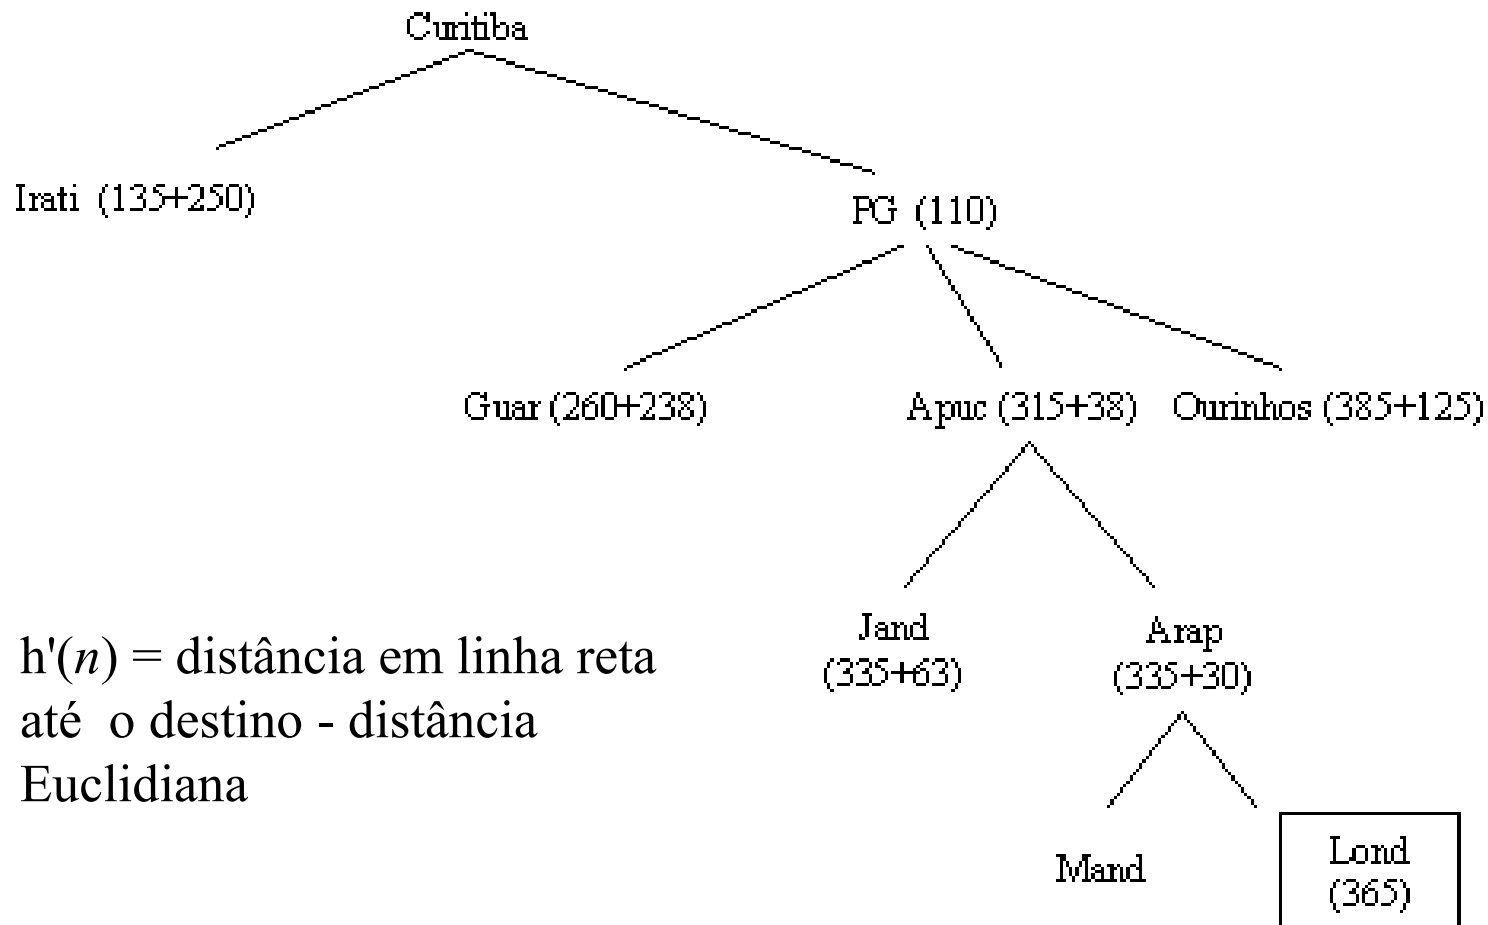 Curitiba
Irati (135+250)
PG (110)
Guar (260+238)
Apuc (315+38)
Ourinhos (385+125)
Jand
(335+63)
Arap
(335+30)
h'(n) = distância em linha reta
até o destino - distância
Euclidiana
Mand
Lond
(365)